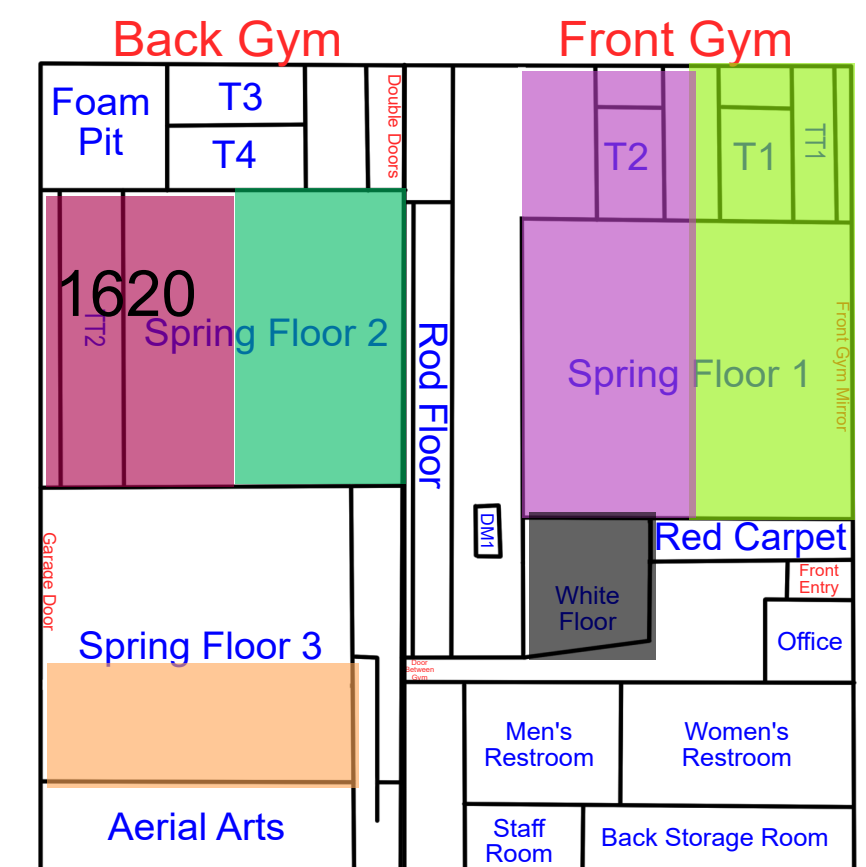 Back Gym
Front Gym
Foam
Pit
T3
T4
Double Doors
T2
T1
TT1
1620
TT2
Spring Floor 2
Rod Floor
Spring Floor 1
Front Gym Mirror
DM1
White
Floor
Red Carpet
Front
Entry
Office
Garage Door
Spring Floor 3
Door
Between
Gym
Men's
Restroom
Women's
Restroom
Aerial Arts
Staff
Room
Back Storage Room